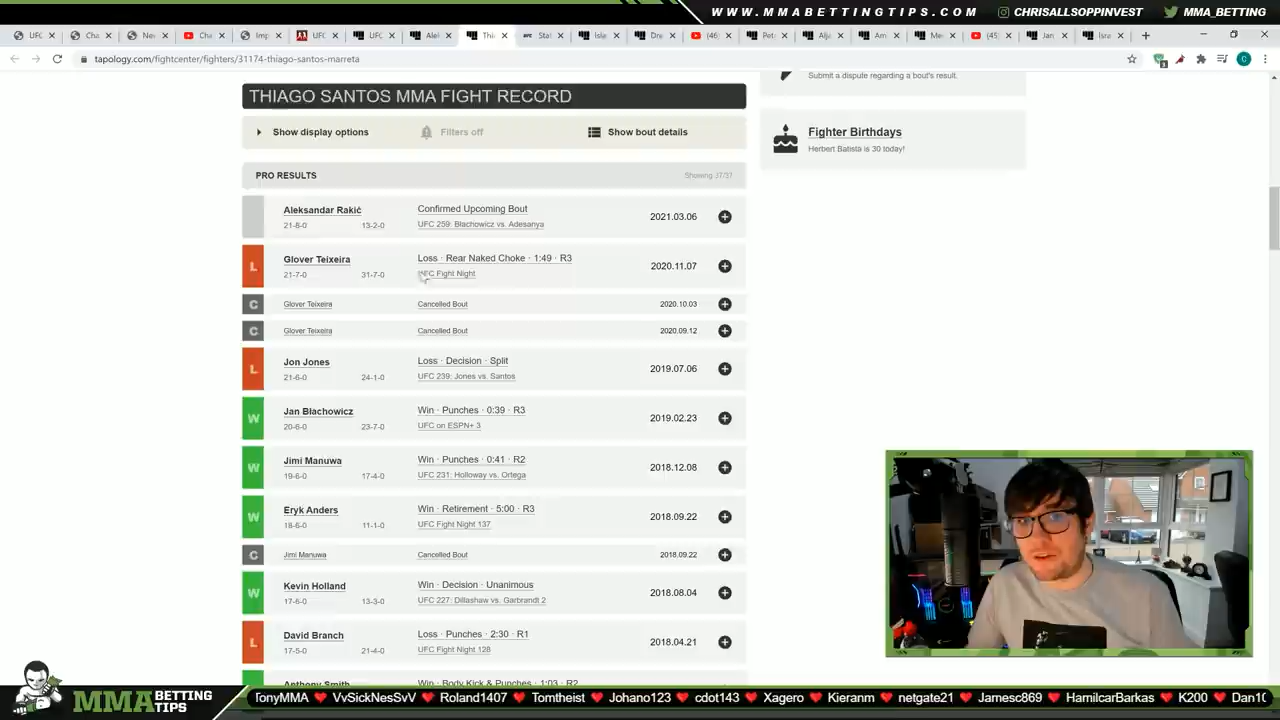 WWW.MMABETTINGTIPS.COM
CHRISALLSOPPINVEST
MMA_BETTING
tapology.com/fightcenter/fighters/31174-thiago-santos-marreta
THIAGO SANTOS MMA FIGHT RECORD
Submit a dispute regarding a bout's result.
Show display options
Filters off
Show bout details
Fighter Birthdays
Herbert Batista is 30 today!
PRO RESULTS
Showing 37/37
Aleksandar Rakić
Confirmed Upcoming Bout
2021.03.06
21-8-0 13-2-0
UFC 259: Błachowicz vs. Adesanya
L
Glover Teixeira
Loss · Rear Naked Choke · 1:49 · R3
2020.11.07
21-7-0 31-7-0
UFC Fight Night
C
Glover Teixeira
Cancelled Bout
2020.10.03
C
Glover Teixeira
Cancelled Bout
2020.09.12
L
Jon Jones
Loss · Decision · Split
2019.07.06
21-6-0 24-1-0
UFC 239: Jones vs. Santos
W
Jan Błachowicz
Win · Punches · 0:39 · R3
2019.02.23
20-6-0 23-7-0
UFC on ESPN+ 3
W
Jimi Manuwa
Win · Punches · 0:41 · R2
2018.12.08
19-6-0 17-4-0
UFC 231: Holloway vs. Ortega
W
Eryk Anders
Win · Retirement · 5:00 · R3
2018.09.22
18-6-0 11-1-0
UFC Fight Night 137
C
Jimi Manuwa
Cancelled Bout
2018.09.22
W
Kevin Holland
Win · Decision · Unanimous
2018.08.04
17-6-0 13-3-0
UFC 227: Dillashaw vs. Garbrandt 2
L
David Branch
Loss · Punches · 2:30 · R1
2018.04.21
17-5-0 21-4-0
UFC Fight Night 128
Anthony Smith
Win · Body Kick & Punches · 1:03 · R2
MMA BETTING TIPS
TonyMMA VvSickNesSvV Roland1407 Tomtheist Johano123 cdot143 Xagero Kieranm netgate21 Jamesc869 HamilcarBarkas K200